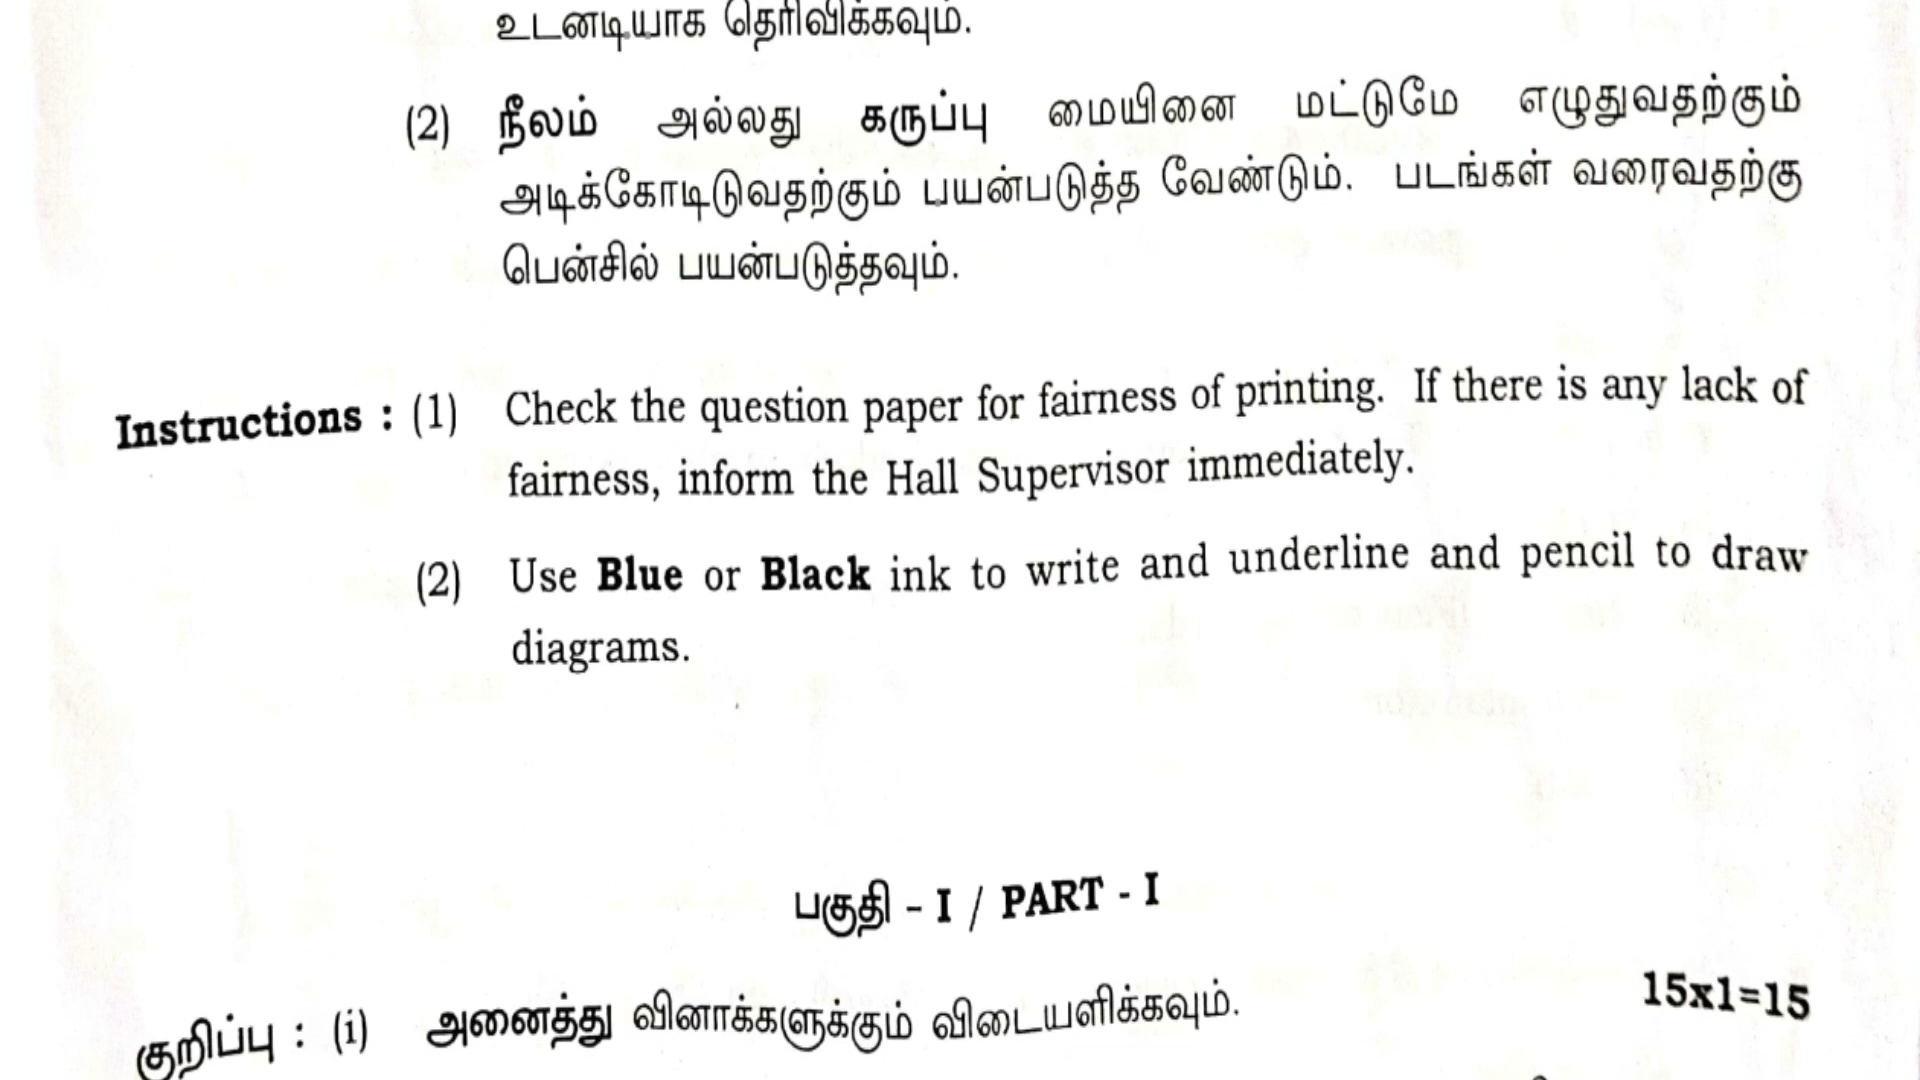 உடனடியாக தெரிவிக்கவும்.
(2) நீலம் அல்லது கருப்பு மையினை மட்டுமே எழுதுவதற்கும்
அடிக்கோடிடுவதற்கும் பயன்படுத்த வேண்டும். படங்கள் வரைவதற்கு
பென்சில் பயன்படுத்தவும்.
Instructions : (1) Check the question paper for fairness of printing. If there is any lack of
fairness, inform the Hall Supervisor immediately.
(2) Use Blue or Black ink to write and underline and pencil to draw
diagrams.
பகுதி - I / PART - I
குறிப்பு : (i) அனைத்து வினாக்களுக்கும் விடையளிக்கவும். 15x1=15